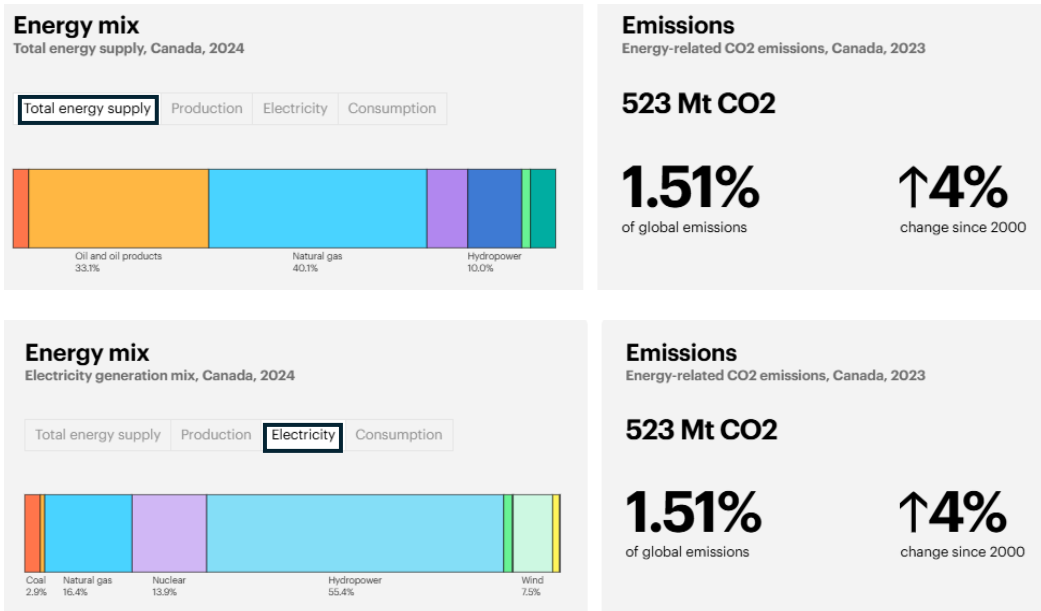 Energy mix
Total energy supply, Canada, 2024
Total energy supply Production Electricity Consumption
Oil and oil products
33.1%
Natural gas
40.1%
Hydropower
10.0%
Emissions
Energy-related CO2 emissions, Canada, 2023
523 Mt CO2
1.51%
of global emissions
↑4%
change since 2000
Energy mix
Electricity generation mix, Canada, 2024
Total energy supply Production Electricity Consumption
Coal
2.9%
Natural gas
16.4%
Nuclear
13.9%
Hydropower
55.4%
Wind
7.5%
Emissions
Energy-related CO2 emissions, Canada, 2023
523 Mt CO2
1.51%
of global emissions
↑4%
change since 2000